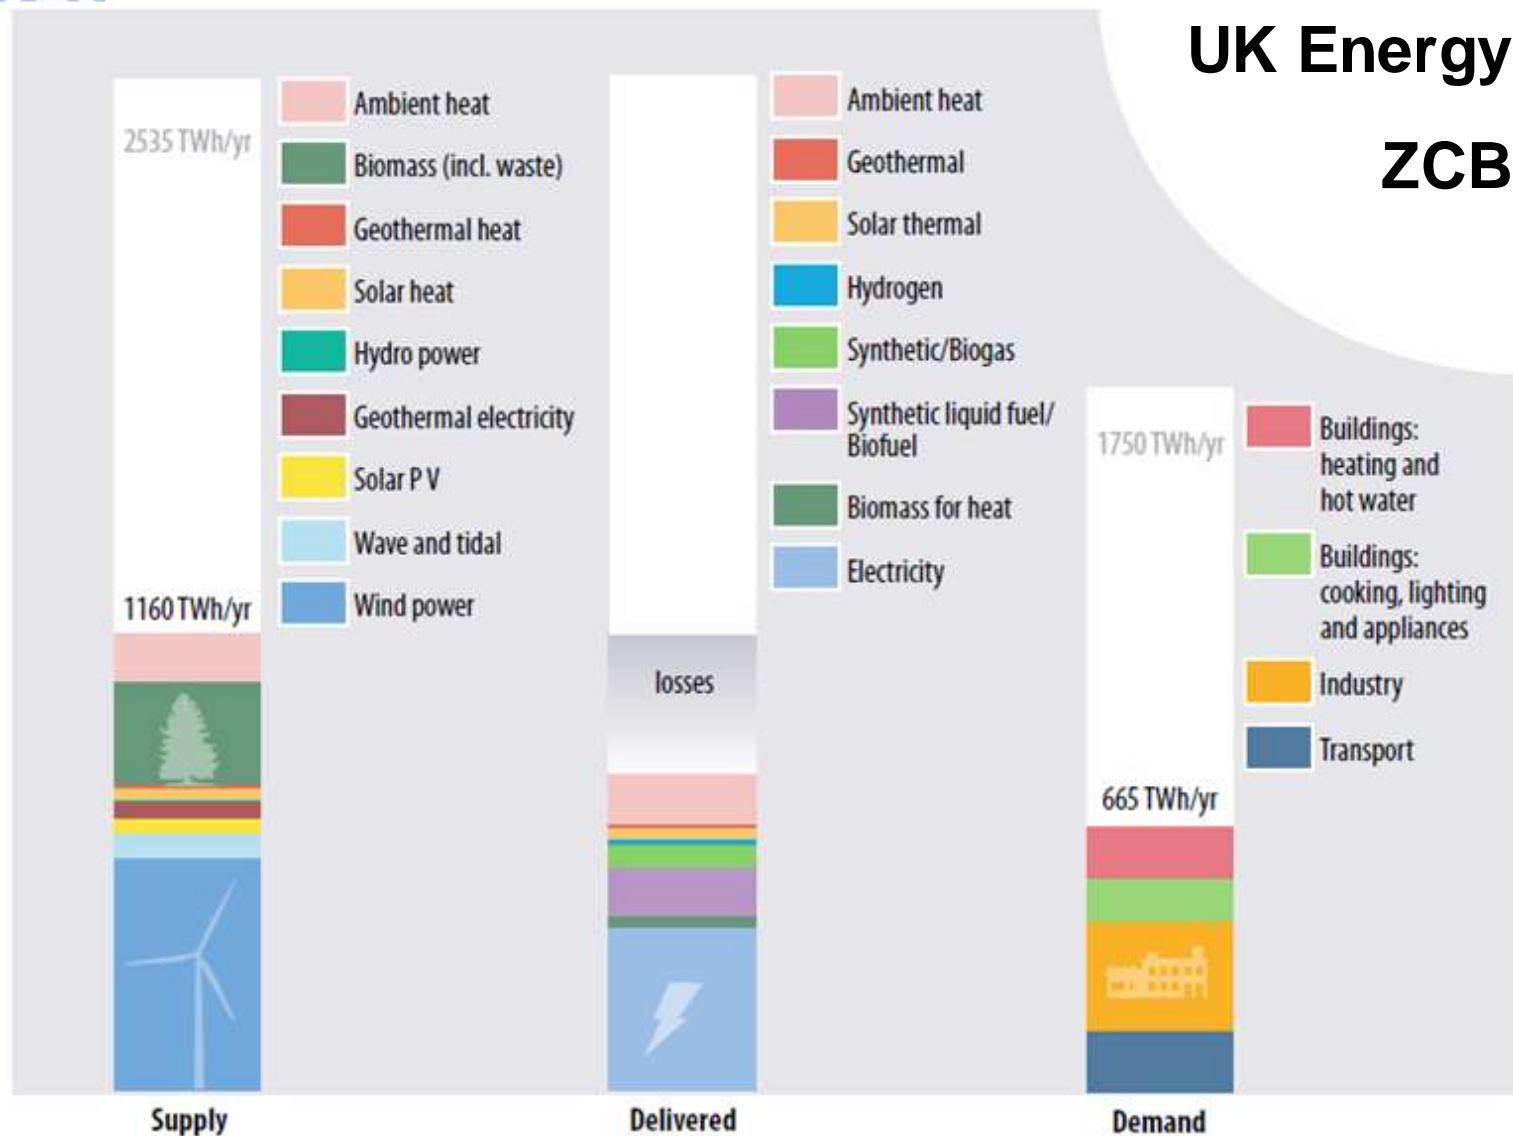 UK Energy
ZCB
2535 TWh/yr
1160 TWh/yr
Ambient heat
Biomass (incl. waste)
Geothermal heat
Solar heat
Hydro power
Geothermal electricity
Solar P V
Wave and tidal
Wind power
Supply
losses
Ambient heat
Geothermal
Solar thermal
Hydrogen
Synthetic/Biogas
Synthetic liquid fuel/
Biofuel
Biomass for heat
Electricity
Delivered
1750 TWh/yr
665 TWh/yr
Buildings:
heating and
hot water
Buildings:
cooking, lighting
and appliances
Industry
Transport
Demand